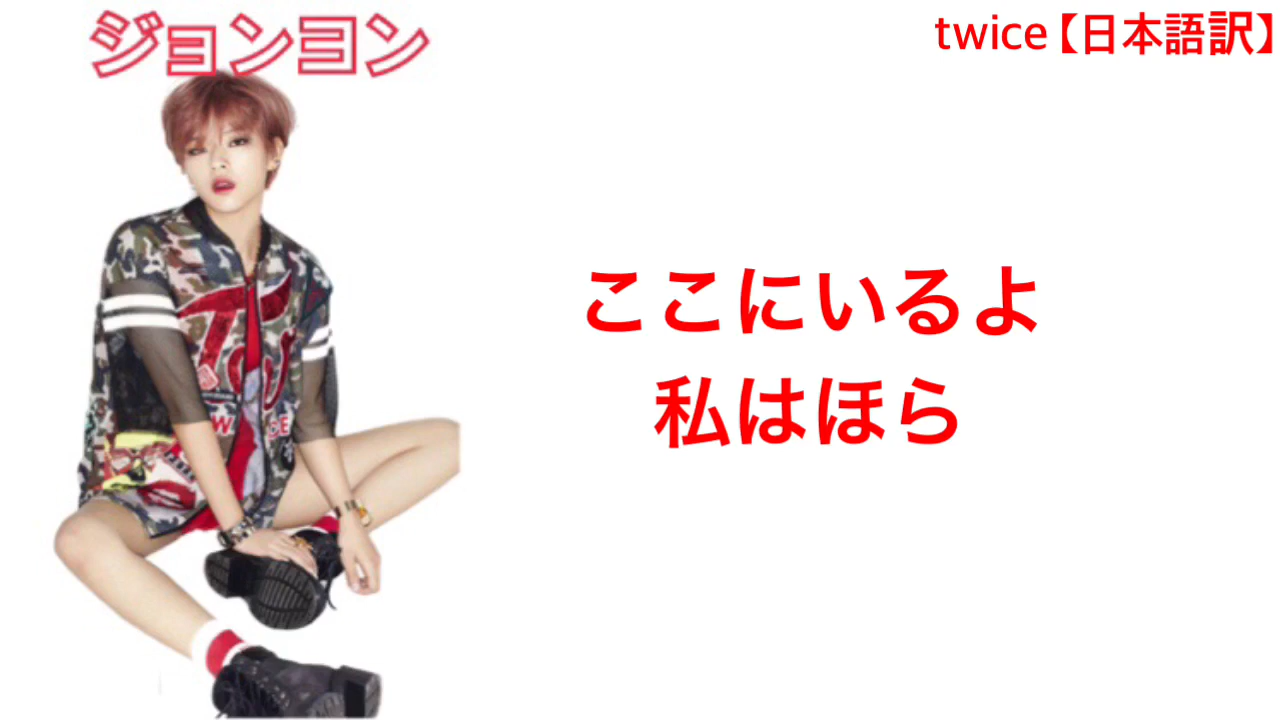 ジョンヨン
twice【日本語訳】
ここにいるよ
私はほら